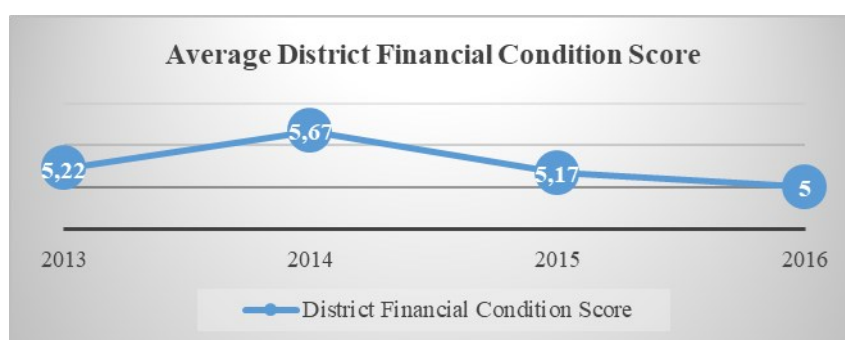 Average District Financial Condition Score
5,22
5,67
5,17
5
2013 2014 2015 2016
District Financial Condition Score